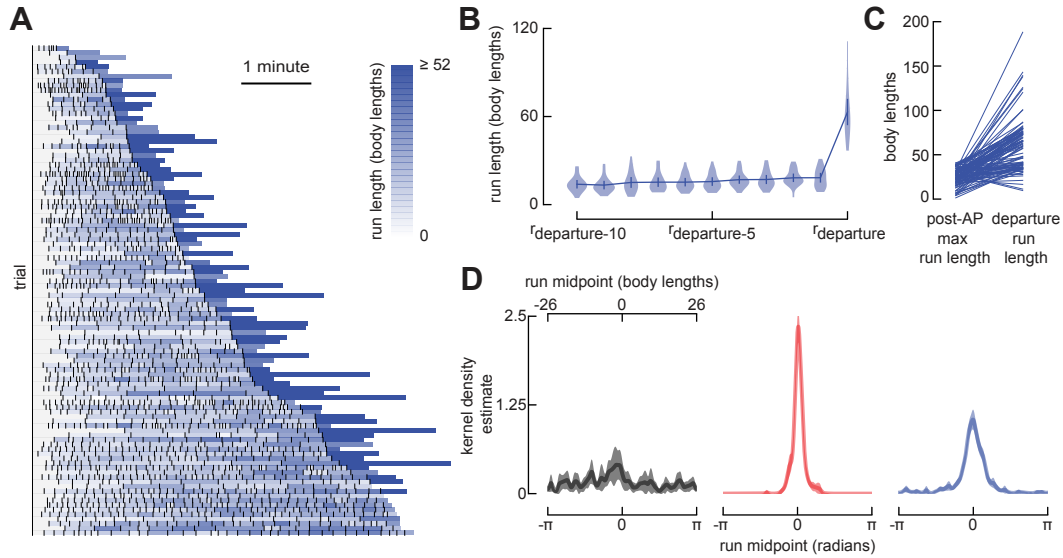 A
1 minute
run length (body lengths)
≥ 52
0
trial
B
run length (body lengths)
120
60
0
rdeparture-10
rdeparture-5
rdeparture
C
body lengths
200
150
100
50
0
post-AP
max
run length
departure
run
length
D
run midpoint (body lengths)
-26
0
26
kernel density
estimate
2.5
1.25
0
-π
0
π
-π
0
π
-π
0
π
run midpoint (radians)